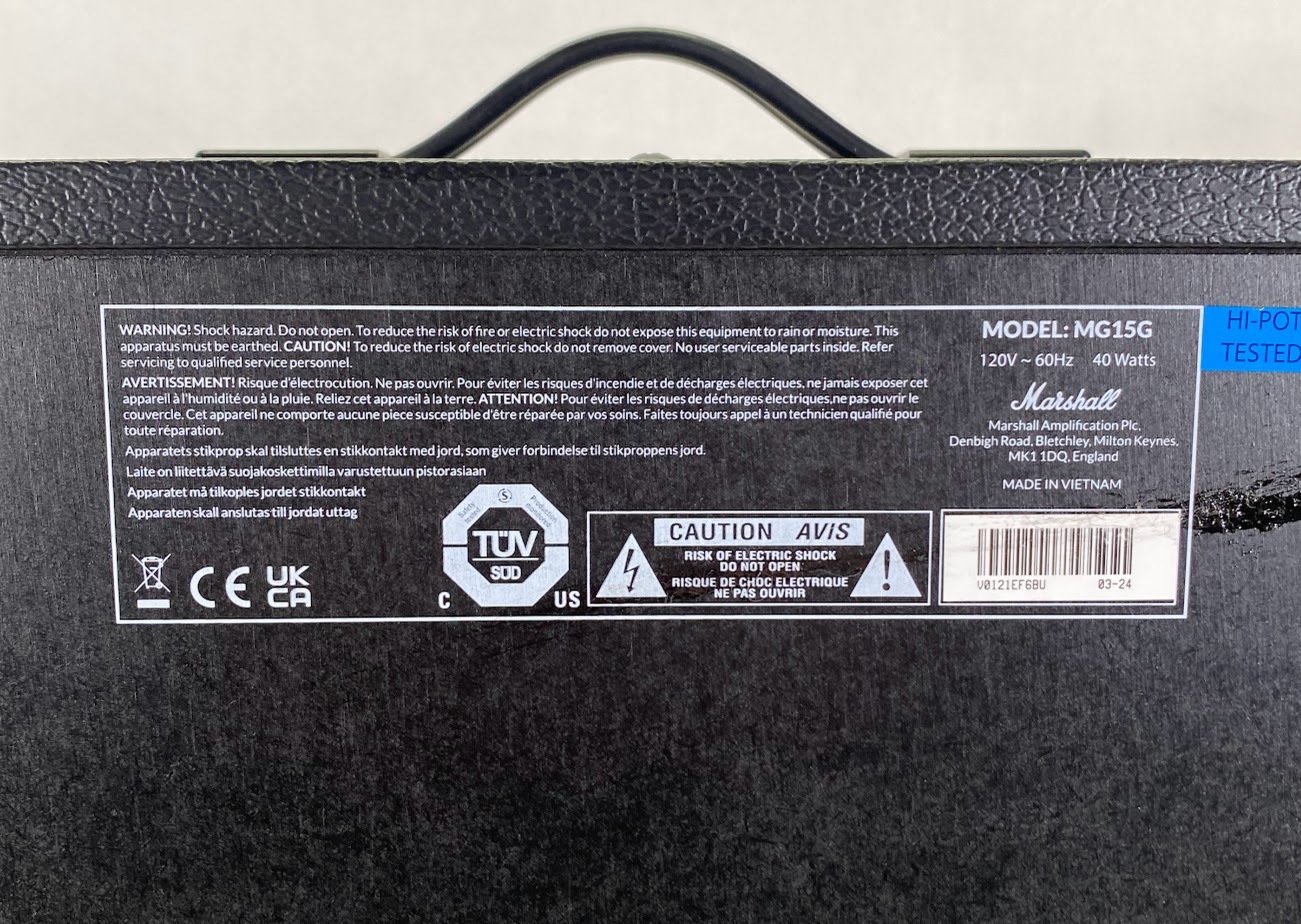 WARNING! Shock hazard. Do not open. To reduce the risk of fire or electric shock do not expose this equipment to rain or moisture. This
apparatus must be earthed. CAUTION! To reduce the risk of electric shock do not remove cover. No user serviceable parts inside. Refer
servicing to qualified service personnel.
AVERTISSEMENT! Risque d'électrocution. Ne pas ouvrir. Pour éviter les risques d'incendie et de décharges électriques, ne jamais exposer cet
appareil à l'humidité ou à la pluie. Reliez cet appareil à la terre. ATTENTION! Pour éviter les risques de décharges électriques,ne pas ouvrir le
couvercle. Cet appareil ne comporte aucune piece susceptible d'être réparée par vos soins. Faites toujours appel à un technicien qualifié pour
toute réparation.
Apparatets stikprop skal tilsluttes en stikkontakt med jord, som giver forbindelse til stikproppens jord.
Laite on liitettävä suojakoskettimilla varustettuun pistorasiaan
Apparatet må tilkoples jordet stikkontakt
Apparaten skall anslutas till jordat uttag
CE
UK
CA
Safety
tested
S
Production
monitored
TÜV
SÜD
C US
CAUTION AVIS
RISK OF ELECTRIC SHOCK
DO NOT OPEN
RISQUE DE CHOC ELECTRIQUE
NE PAS OUVRIR
MODEL: MG15G
120V ~ 60Hz 40 Watts
Marshall
Marshall Amplification Plc,
Denbigh Road, Bletchley, Milton Keynes,
MK1 1DQ, England
MADE IN VIETNAM
V0121EF6BU 03-24
HI-POT
TESTED